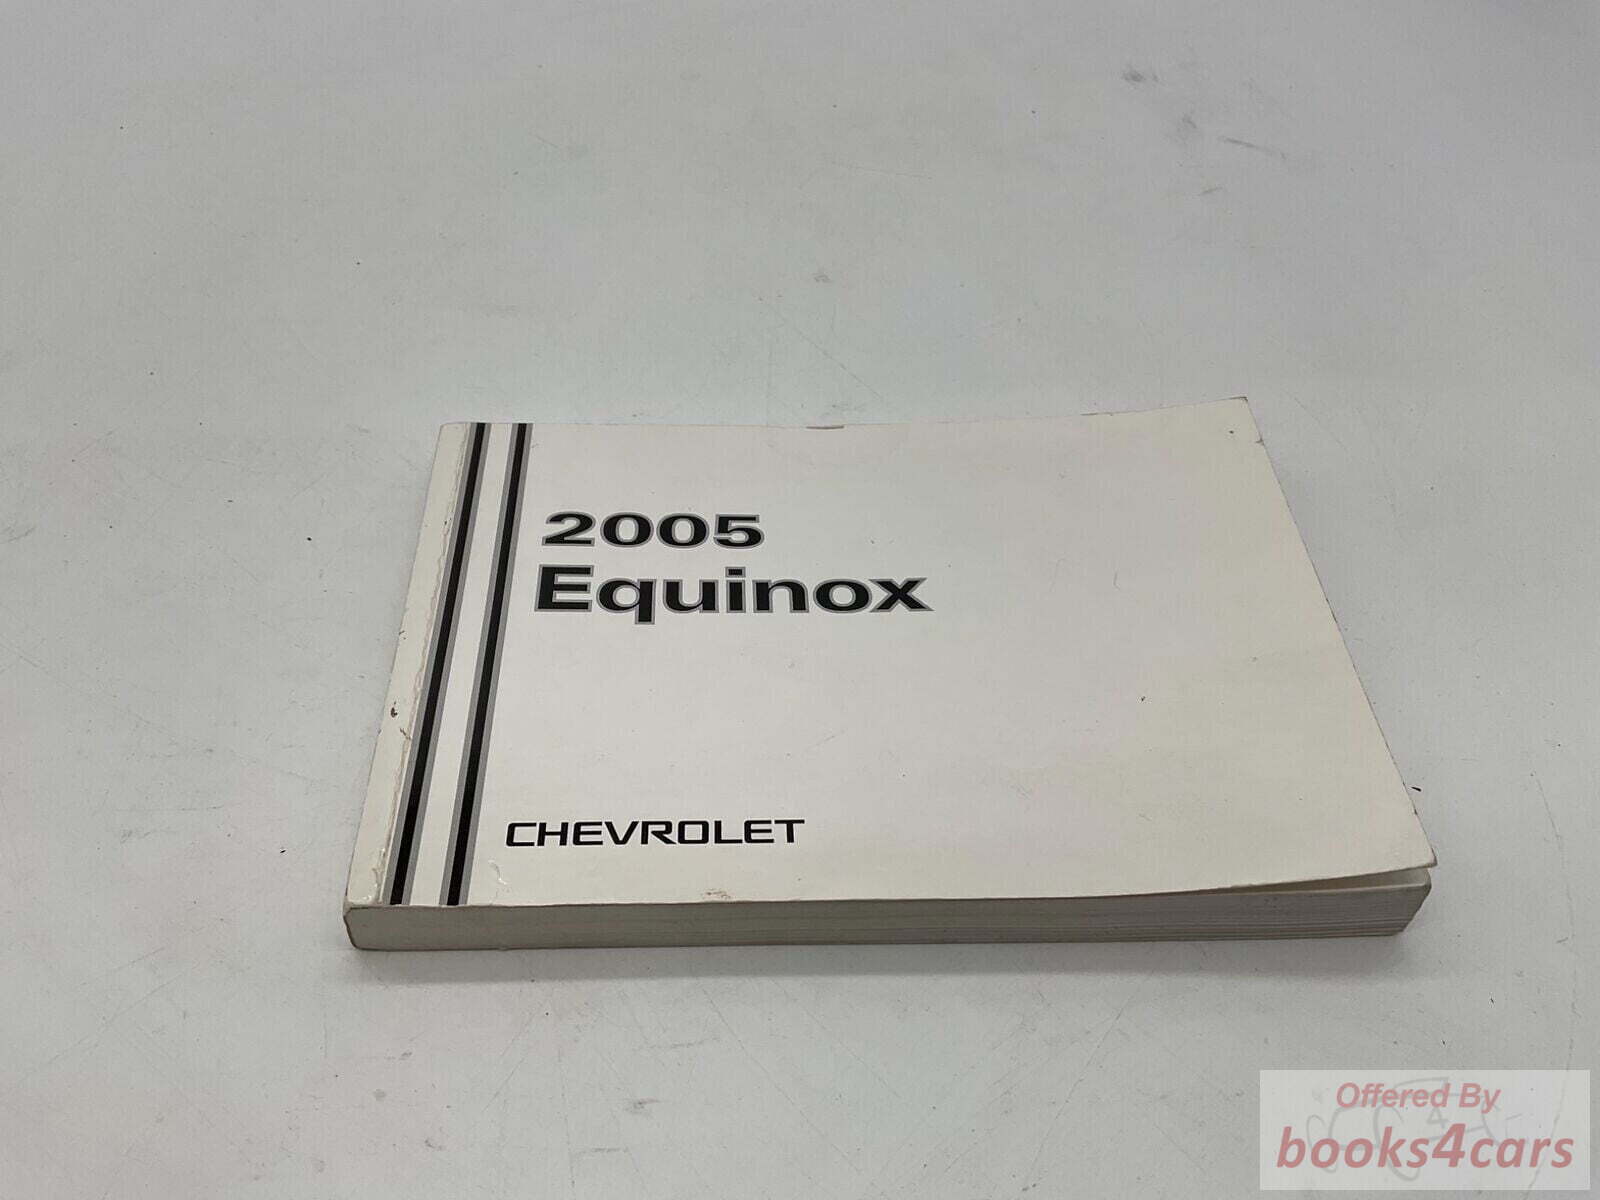 2005
Equinox
CHEVROLET
Offered By
books4cars